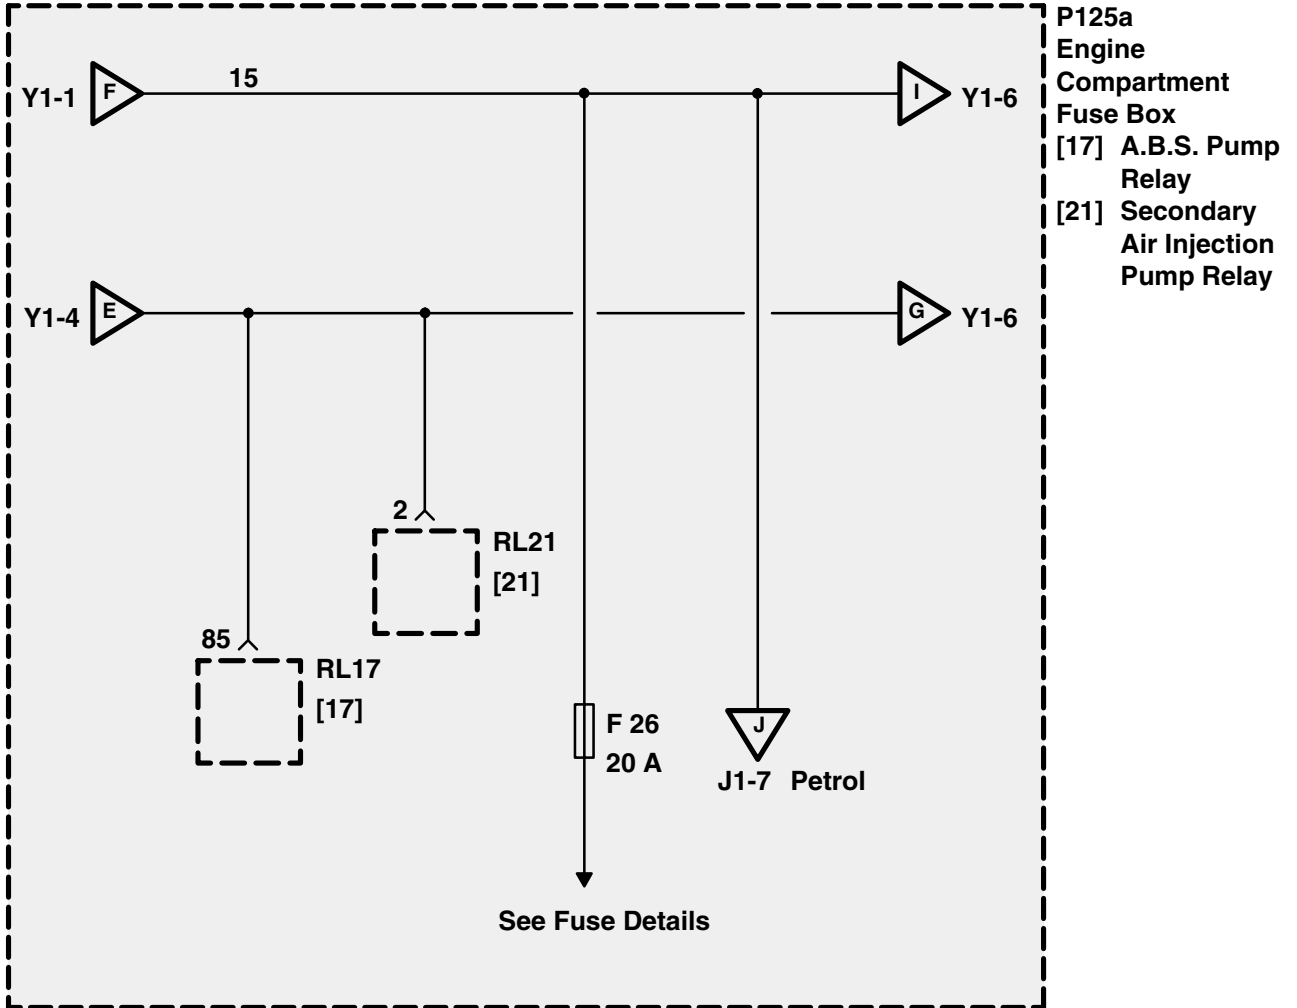 P125a
Engine
Compartment
Fuse Box
[17] A.B.S. Pump
Relay
[21] Secondary
Air Injection
Pump Relay
Y1-1 F 15 I Y1-6
Y1-4 E G Y1-6
2
RL21
[21]
85
RL17
[17]
F 26
20 A
J
J1-7 Petrol
See Fuse Details